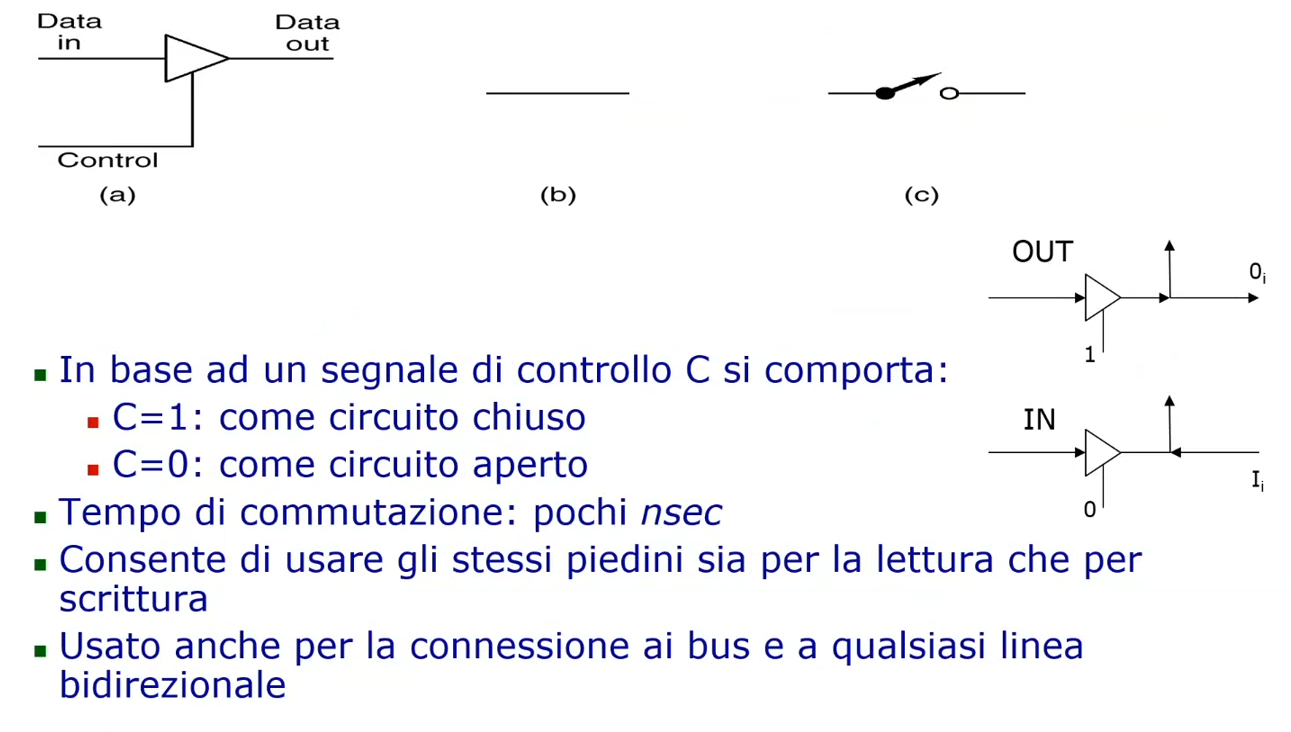 Data
in
Data
out
Control
(a)
(b)
(c)
OUT
0i
1
IN
Ii
0
In base ad un segnale di controllo C si comporta:
C=1: come circuito chiuso
C=0: come circuito aperto
Tempo di commutazione: pochi nsec
Consente di usare gli stessi piedini sia per la lettura che per
scrittura
Usato anche per la connessione ai bus e a qualsiasi linea
bidirezionale